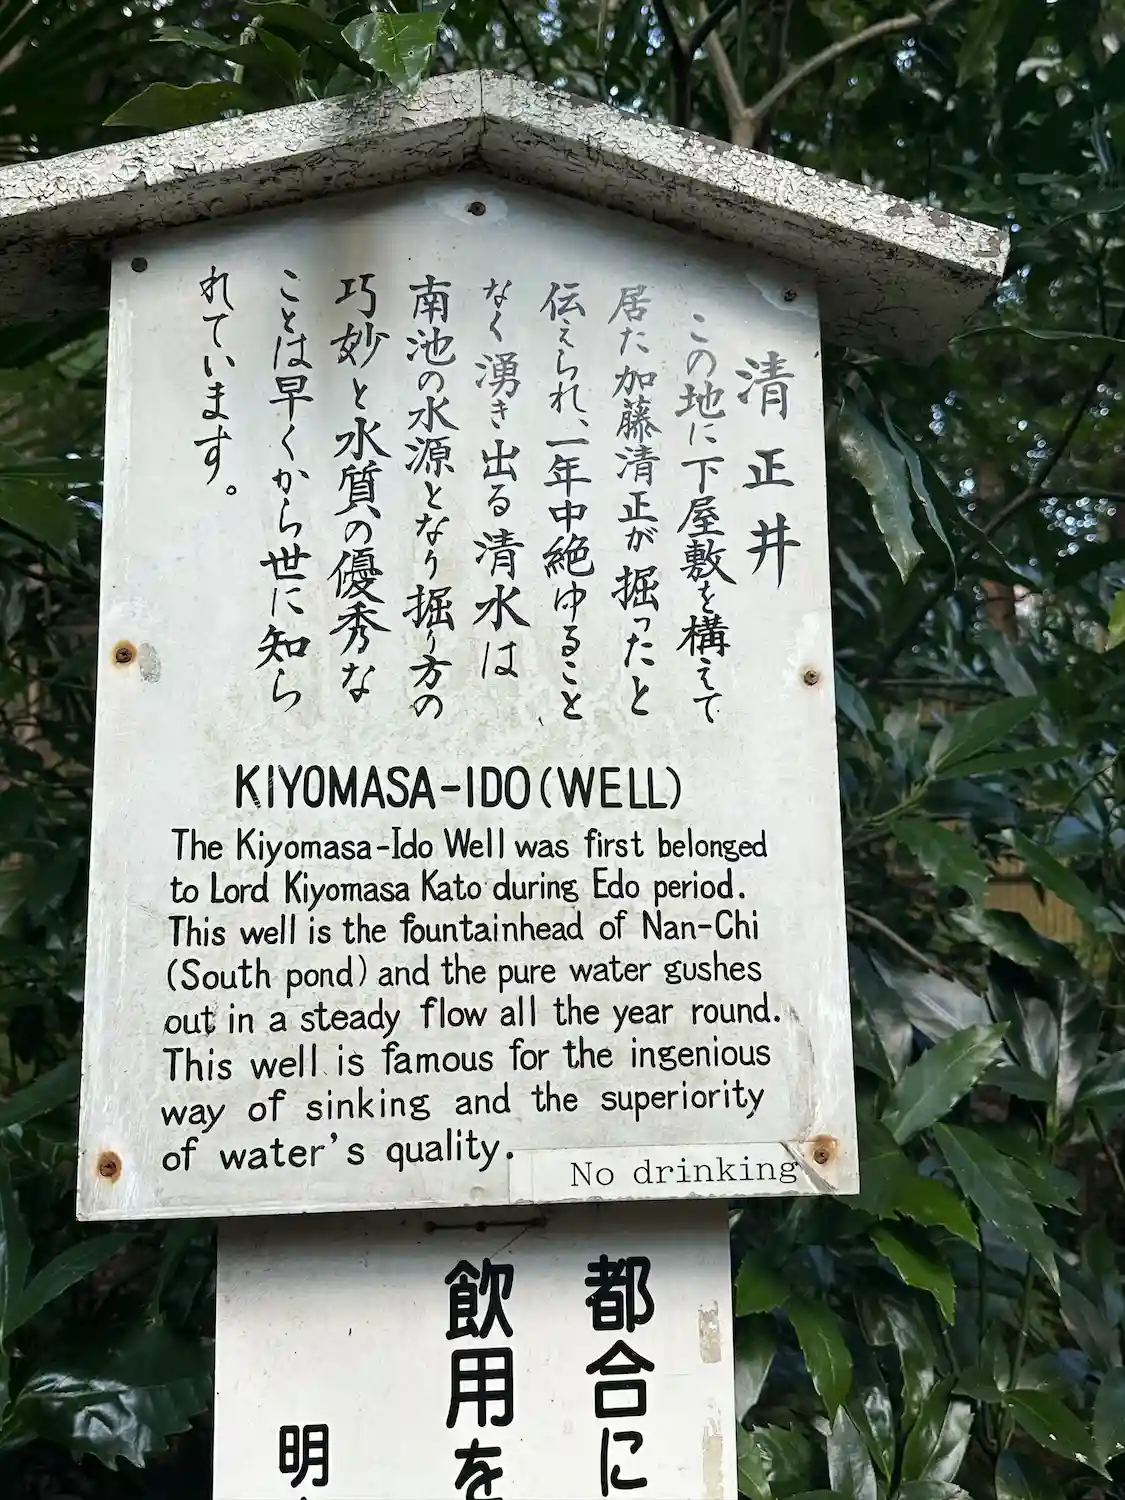 清正井
この地に下屋敷を構えて
居た加藤清正が掘ったと
伝えられ、一年中絶ゆること
なく湧き出る清水は
南池の水源となり掘り方の
巧妙と水質の優秀な
ことは早くから世に知ら
れています。
KIYOMASA-IDO(WELL)
The Kiyomasa-Ido Well was first belonged
to Lord Kiyomasa Kato during Edo period.
This well is the fountainhead of Nan-Chi
(South pond) and the pure water gushes
out in a steady flow all the year round.
This well is famous for the ingenious
way of sinking and the superiority
of water's quality.
No drinking
都合に
飲用を
明